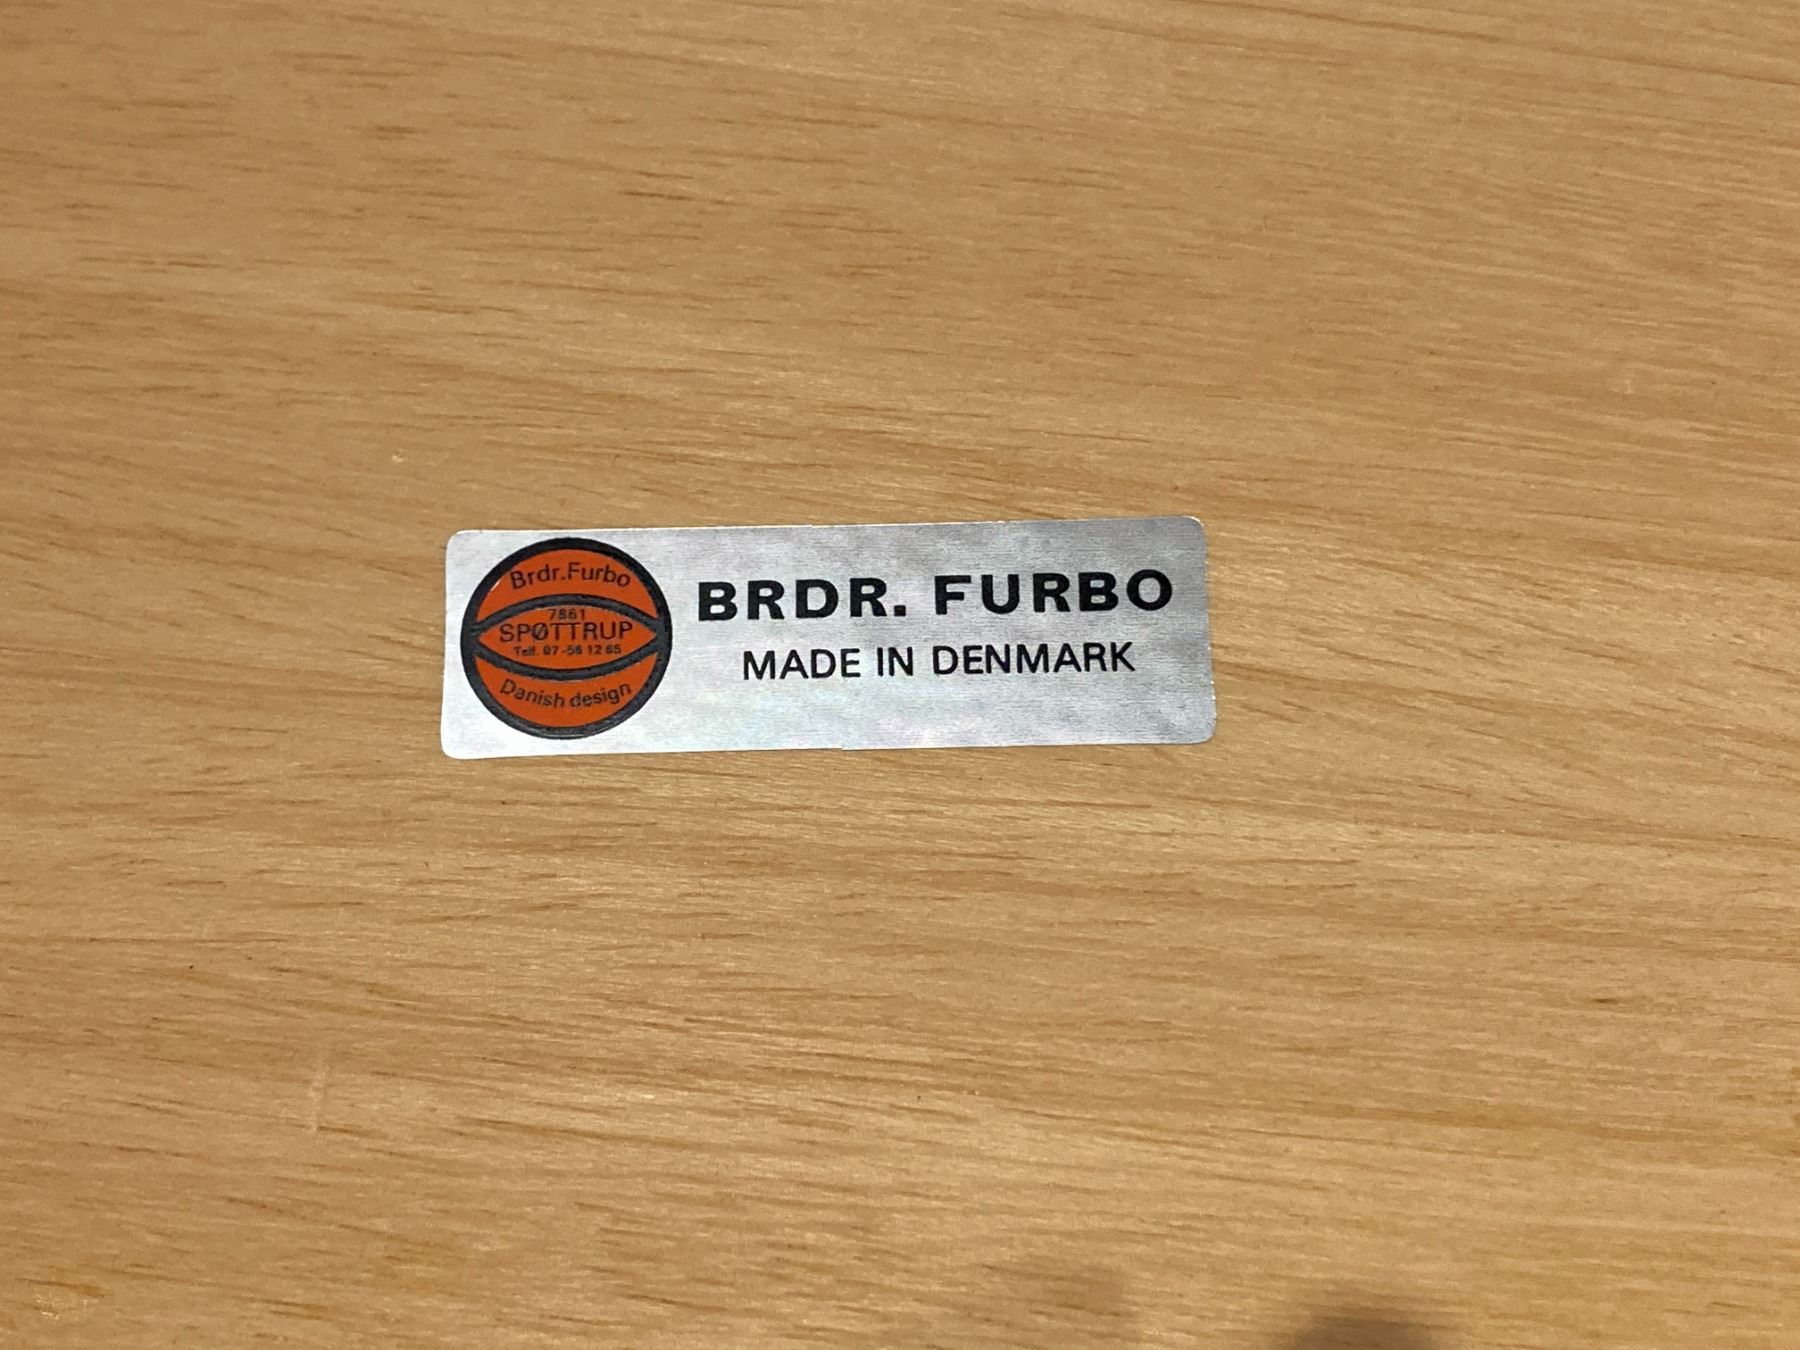 Brdr.Furbo
7861
SPØTTRUP
Telf. 07-56 12 65
Danish design
BRDR. FURBO
MADE IN DENMARK